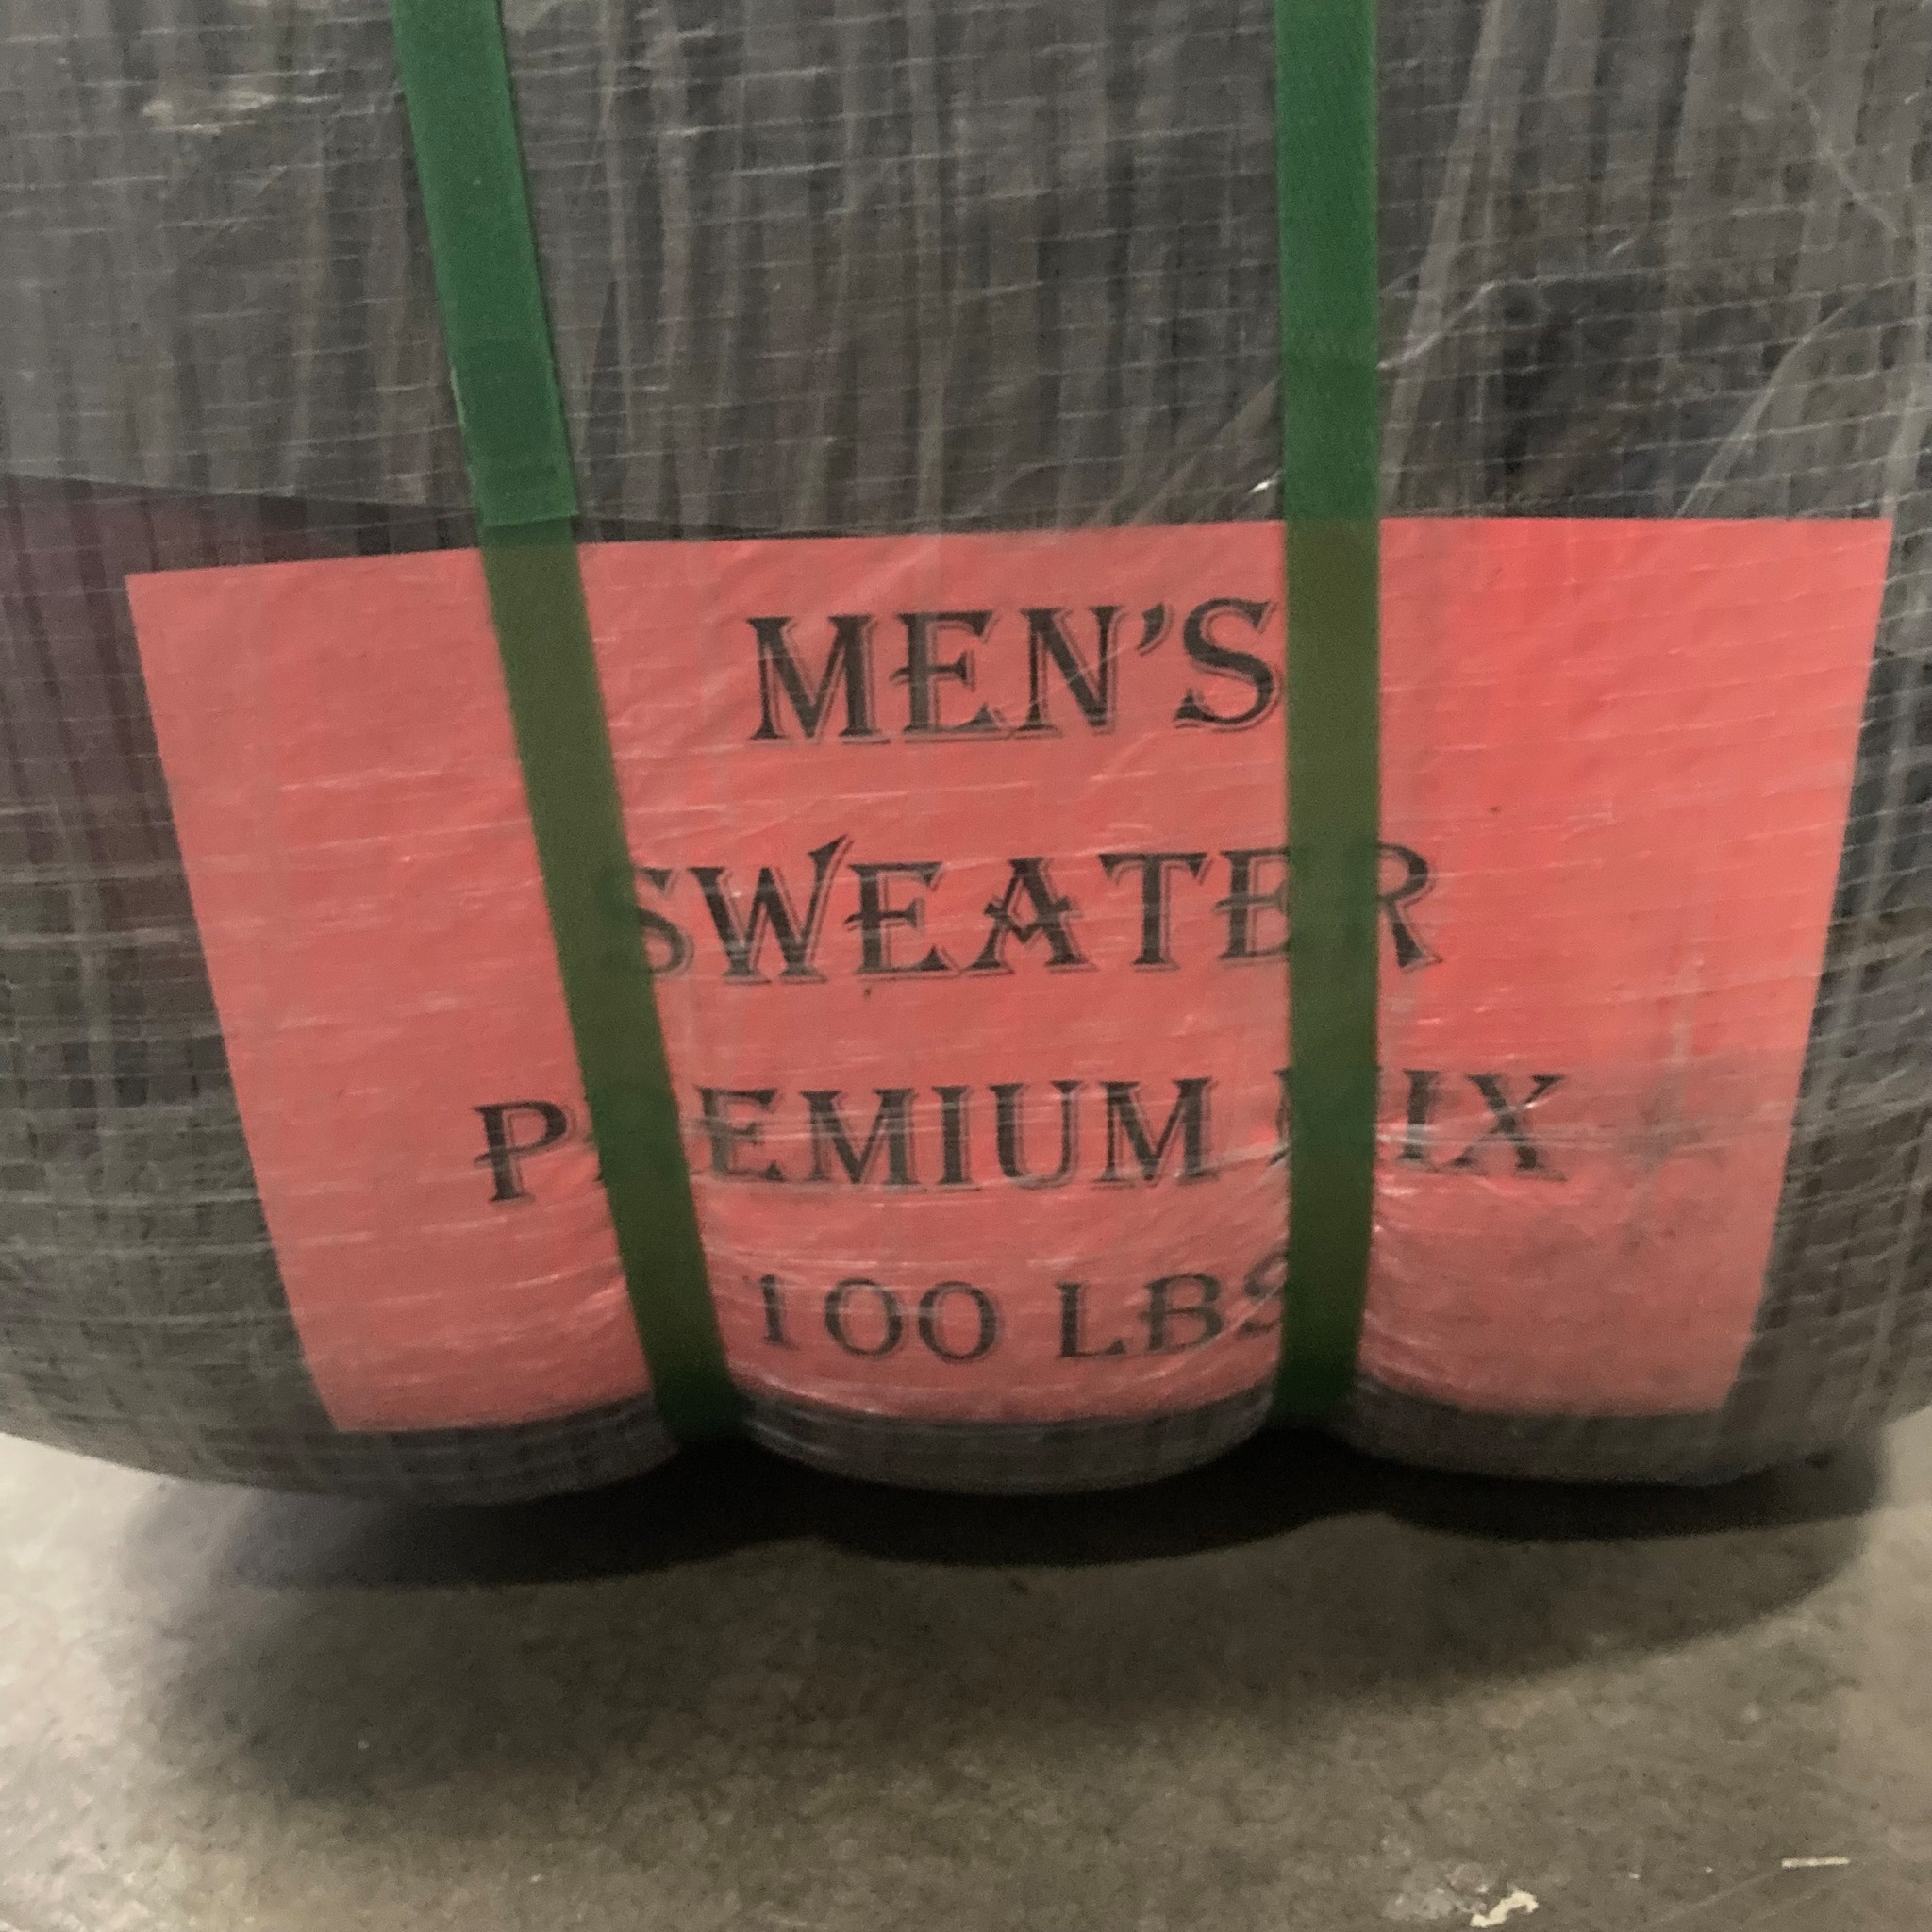 MEN'S
SWEATER
PREMIUM MIX
100 LBS